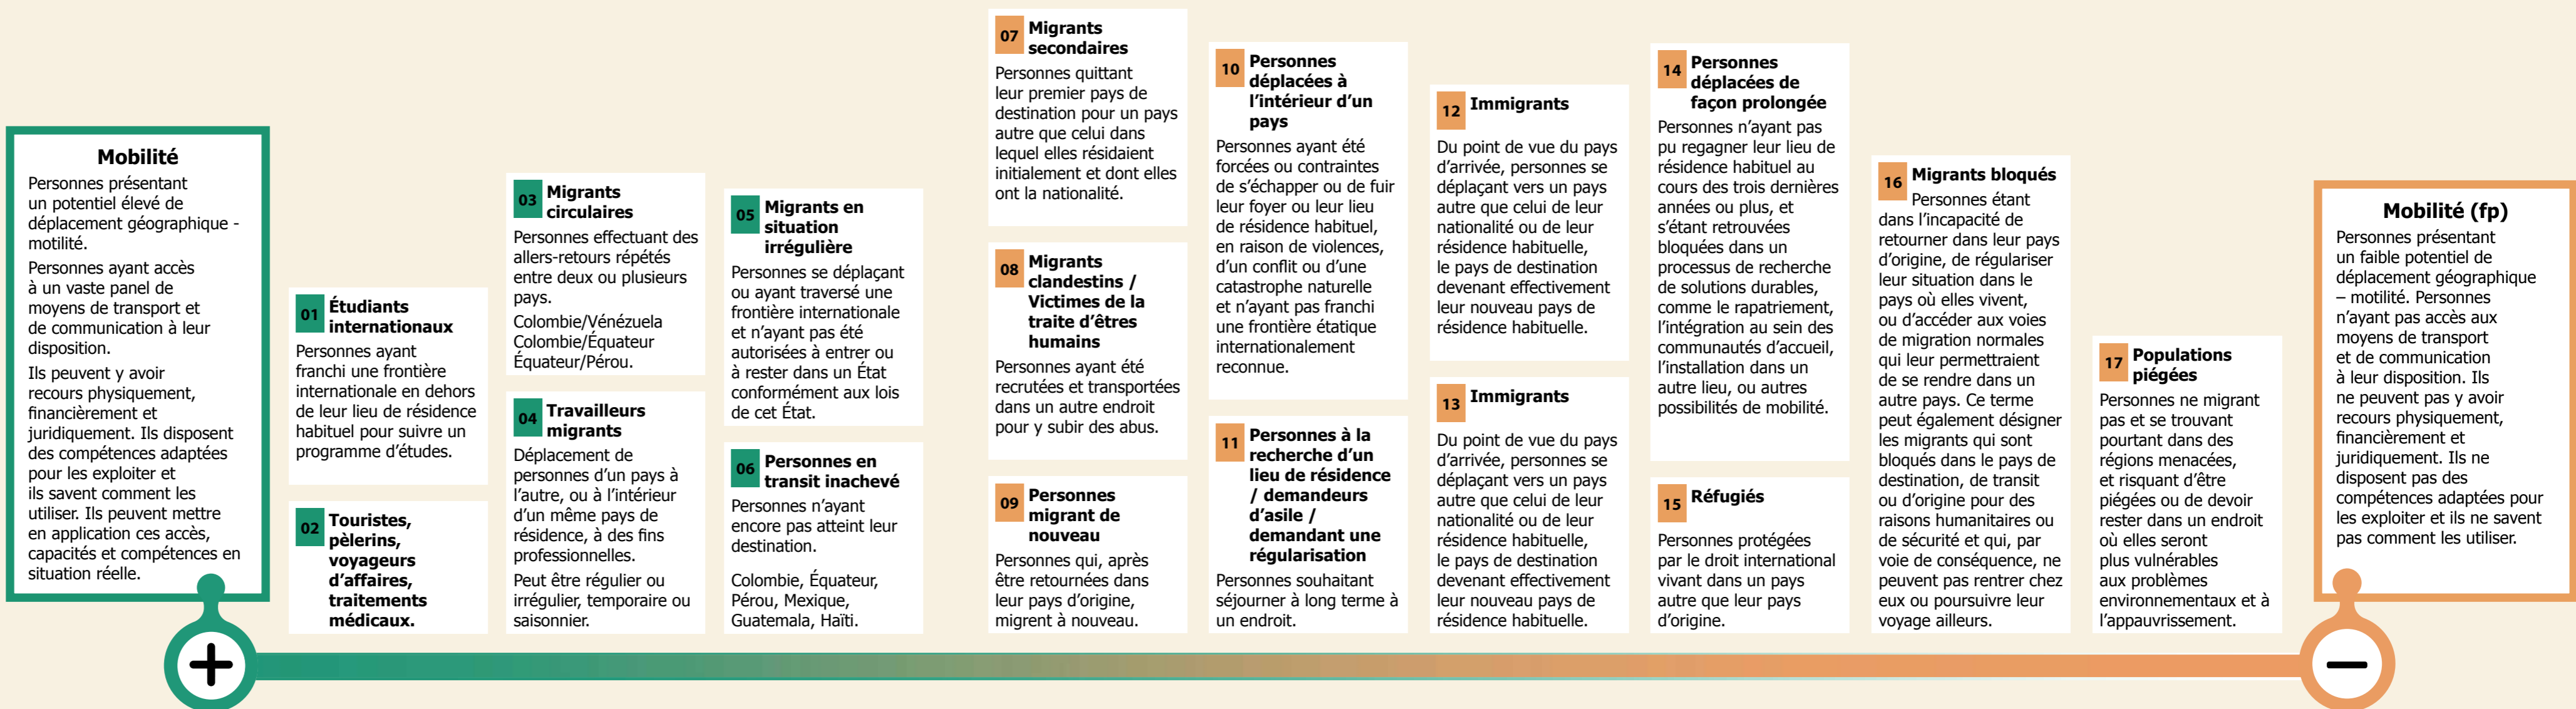 Mobilité
Personnes présentant
un potentiel élevé de
déplacement géographique -
motilité.
Personnes ayant accès
à un vaste panel de
moyens de transport et
de communication à leur
disposition.
Ils peuvent y avoir
recours physiquement,
financièrement et
juridiquement. Ils disposent
des compétences adaptées
pour les exploiter et
ils savent comment les
utiliser. Ils peuvent mettre
en application ces accès,
capacités et compétences en
situation réelle.
+
01 Étudiants
internationaux
Personnes ayant
franchi une frontière
internationale en dehors
de leur lieu de résidence
habituel pour suivre un
programme d'études.
02 Touristes,
pèlerins,
voyageurs
d'affaires,
traitements
médicaux.
03 Migrants
circulaires
Personnes effectuant des
allers-retours répétés
entre deux ou plusieurs
pays.
Colombie/Vénézuela
Colombie/Équateur
Équateur/Pérou.
04 Travailleurs
migrants
Déplacement de
personnes d'un pays à
l'autre, ou à l'intérieur
d'un même pays de
résidence, à des fins
professionnelles.
Peut être régulier ou
irrégulier, temporaire ou
saisonnier.
05 Migrants en
situation
irrégulière
Personnes se déplaçant
ou ayant traversé une
frontière internationale
et n'ayant pas été
autorisées à entrer ou
à rester dans un État
conformément aux lois
de cet État.
06 Personnes en
transit inachevé
Personnes n'ayant
encore pas atteint leur
destination.
Colombie, Équateur,
Pérou, Mexique,
Guatemala, Haïti.
07 Migrants
secondaires
Personnes quittant
leur premier pays de
destination pour un pays
autre que celui dans
lequel elles résidaient
initialement et dont elles
ont la nationalité.
08 Migrants
clandestins /
Victimes de la
traite d'êtres
humains
Personnes ayant été
recrutées et transportées
dans un autre endroit
pour y subir des abus.
09 Personnes
migrant de
nouveau
Personnes qui, après
être retournées dans
leur pays d'origine,
migrent à nouveau.
10 Personnes
déplacées à
l'intérieur d'un
pays
Personnes ayant été
forcées ou contraintes
de s'échapper ou de fuir
leur foyer ou leur lieu
de résidence habituel,
en raison de violences,
d'un conflit ou d'une
catastrophe naturelle
et n'ayant pas franchi
une frontière étatique
internationalement
reconnue.
11 Personnes à la
recherche d'un
lieu de résidence
/ demandeurs
d'asile /
demandant une
régularisation
Personnes souhaitant
séjourner à long terme à
un endroit.
12 Immigrants
Du point de vue du pays
d'arrivée, personnes se
déplaçant vers un pays
autre que celui de leur
nationalité ou de leur
résidence habituelle,
le pays de destination
devenant effectivement
leur nouveau pays de
résidence habituelle.
13 Immigrants
Du point de vue du pays
d'arrivée, personnes se
déplaçant vers un pays
autre que celui de leur
nationalité ou de leur
résidence habituelle,
le pays de destination
devenant effectivement
leur nouveau pays de
résidence habituelle.
14 Personnes
déplacées de
façon prolongée
Personnes n'ayant pas
pu regagner leur lieu de
résidence habituel au
cours des trois dernières
années ou plus, et
s'étant retrouvées
bloquées dans un
processus de recherche
de solutions durables,
comme le rapatriement,
l'intégration au sein des
communautés d'accueil,
l'installation dans un
autre lieu, ou autres
possibilités de mobilité.
15 Réfugiés
Personnes protégées
par le droit international
vivant dans un pays
autre que leur pays
d'origine.
16 Migrants bloqués
Personnes étant
dans l'incapacité de
retourner dans leur pays
d'origine, de régulariser
leur situation dans le
pays où elles vivent,
ou d'accéder aux voies
de migration normales
qui leur permettraient
de se rendre dans un
autre pays. Ce terme
peut également désigner
les migrants qui sont
bloqués dans le pays de
destination, de transit
ou d'origine pour des
raisons humanitaires ou
de sécurité et qui, par
voie de conséquence, ne
peuvent pas rentrer chez
eux ou poursuivre leur
voyage ailleurs.
17 Populations
piégées
Personnes ne migrant
pas et se trouvant
pourtant dans des
régions menacées,
et risquant d'être
piégées ou de devoir
rester dans un endroit
où elles seront
plus vulnérables
aux problèmes
environnementaux et à
l'appauvrissement.
Mobilité (fp)
Personnes présentant
un faible potentiel de
déplacement géographique
– motilité. Personnes
n'ayant pas accès aux
moyens de transport
et de communication
à leur disposition. Ils
ne peuvent pas y avoir
recours physiquement,
financièrement et
juridiquement. Ils ne
disposent pas des
compétences adaptées pour
les exploiter et ils ne savent
pas comment les utiliser.
−